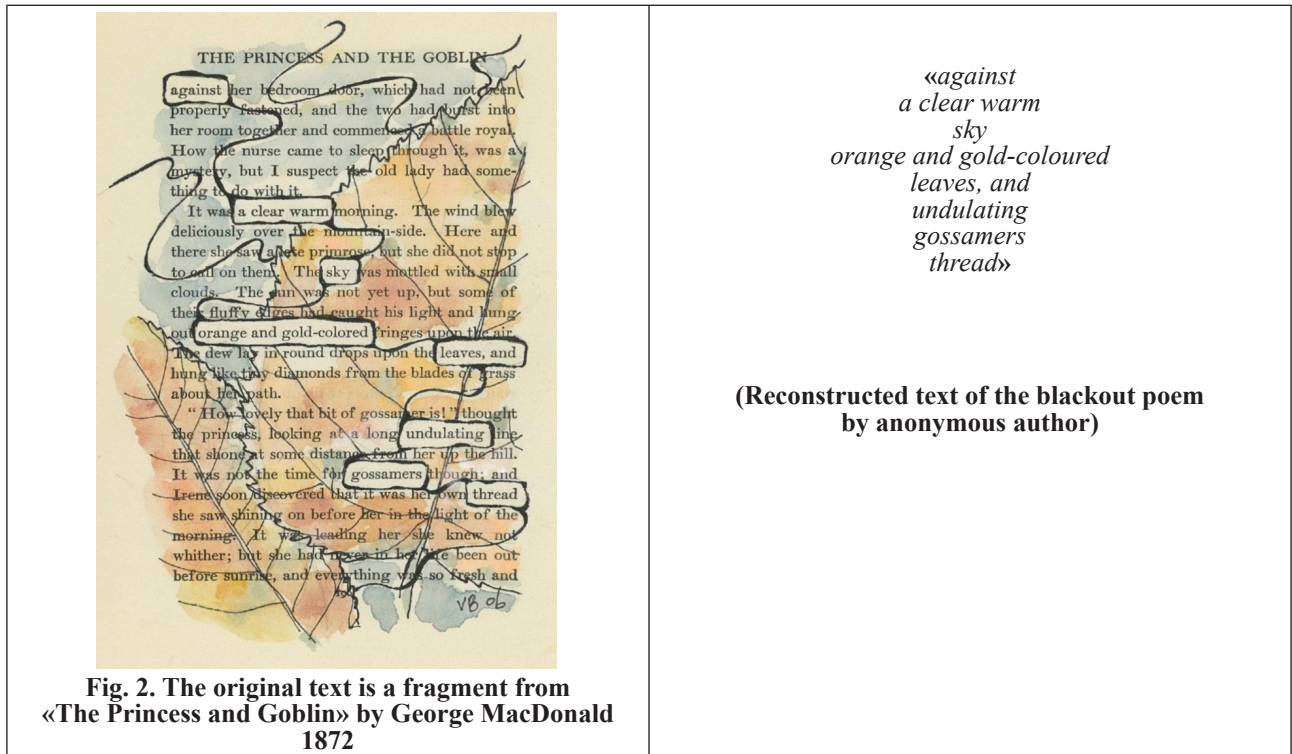 THE PRINCESS AND THE GOBLIN
against her bedroom door, which had not been
properly fastened, and the two had burst into
her room together and commenced a battle royal.
How the nurse came to sleep through it, was a
mystery, but I suspect the old lady had some-
thing to do with it.
It was a clear warm morning. The wind blew
deliciously over the mountain-side. Here and
there she saw a late primrose, but she did not stop
to call on them. The sky was mottled with small
clouds. The sun was not yet up, but some of
their fluffy edges had caught his light and hung
out orange and gold-colored fringes upon the air.
The dew lay in round drops upon the leaves, and
hung like tiny diamonds from the blades of grass
about her path.
“How lovely that bit of gossamer is!” thought
the princess, looking at a long undulating line
that shone at some distance from her up the hill.
It was not the time for gossamers though; and
Irene soon discovered that it was her own thread
she saw shining on before her in the light of the
morning. It was leading her she knew not
whither; but she had never in her life been out
before sunrise, and everything was so fresh and
VB 06
Fig. 2. The original text is a fragment from
«The Princess and Goblin» by George MacDonald
1872
«against
a clear warm
sky
orange and gold-coloured
leaves, and
undulating
gossamers
thread»
(Reconstructed text of the blackout poem
by anonymous author)